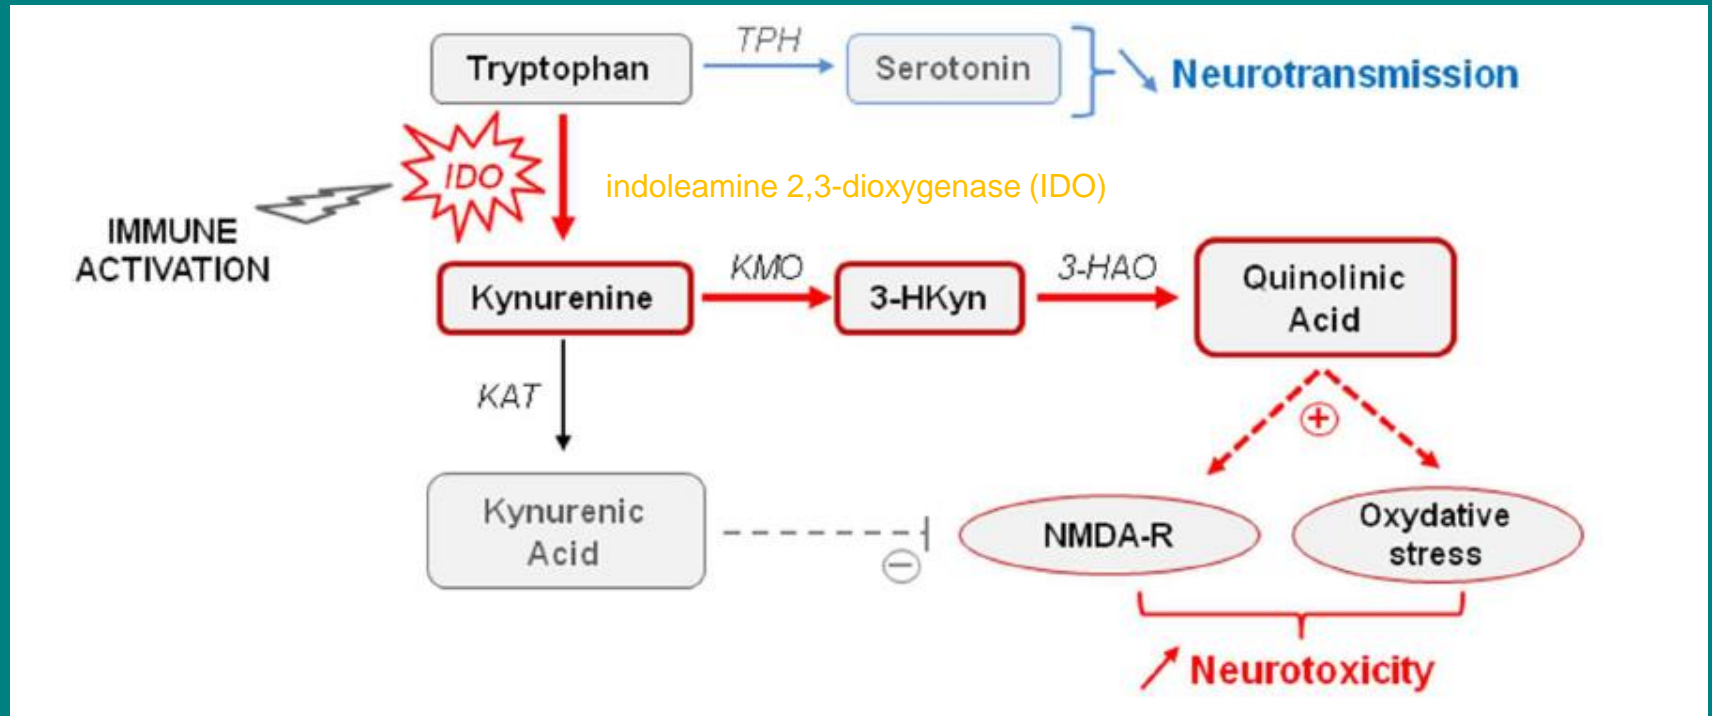 Tryptophan
TPH
Serotonin
Neurotransmission
IDO
indoleamine 2,3-dioxygenase (IDO)
IMMUNE
ACTIVATION
Kynurenine
KMO
3-HKyn
3-HAO
Quinolinic
Acid
KAT
+
Kynurenic
Acid
−
NMDA-R
Oxydative
stress
Neurotoxicity